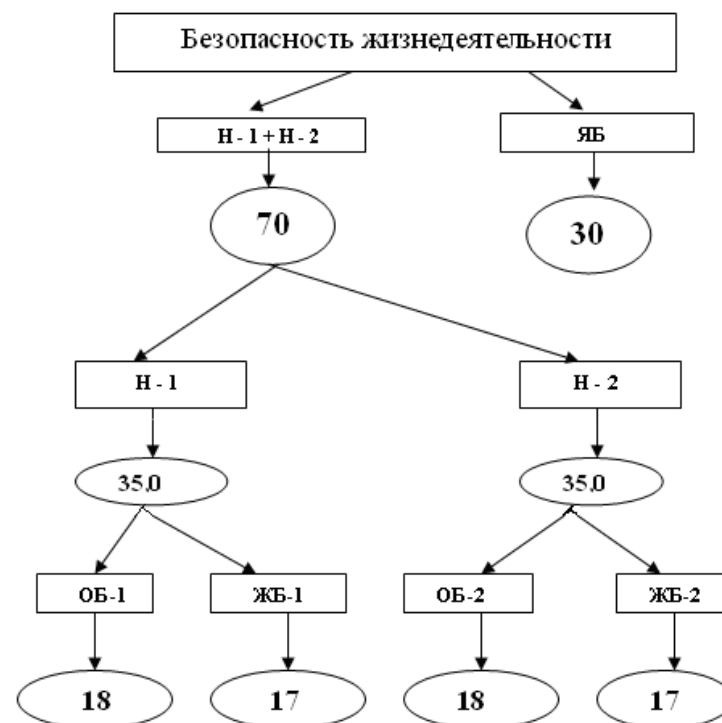 Безопасность жизнедеятельности
Н - 1 + Н - 2
ЯБ
70
30
Н - 1
Н - 2
35,0
35,0
ОБ-1
ЖБ-1
ОБ-2
ЖБ-2
18
17
18
17